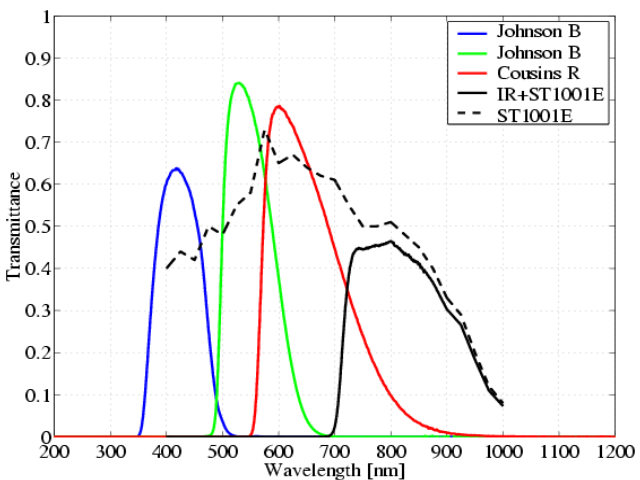 1
0.9
0.8
0.7
0.6
0.5
0.4
0.3
0.2
0.1
0
Transmittance
Johnson B
Johnson B
Cousins R
IR+ST1001E
ST1001E
200 300 400 500 600 700 800 900 1000 1100 1200
Wavelength [nm]